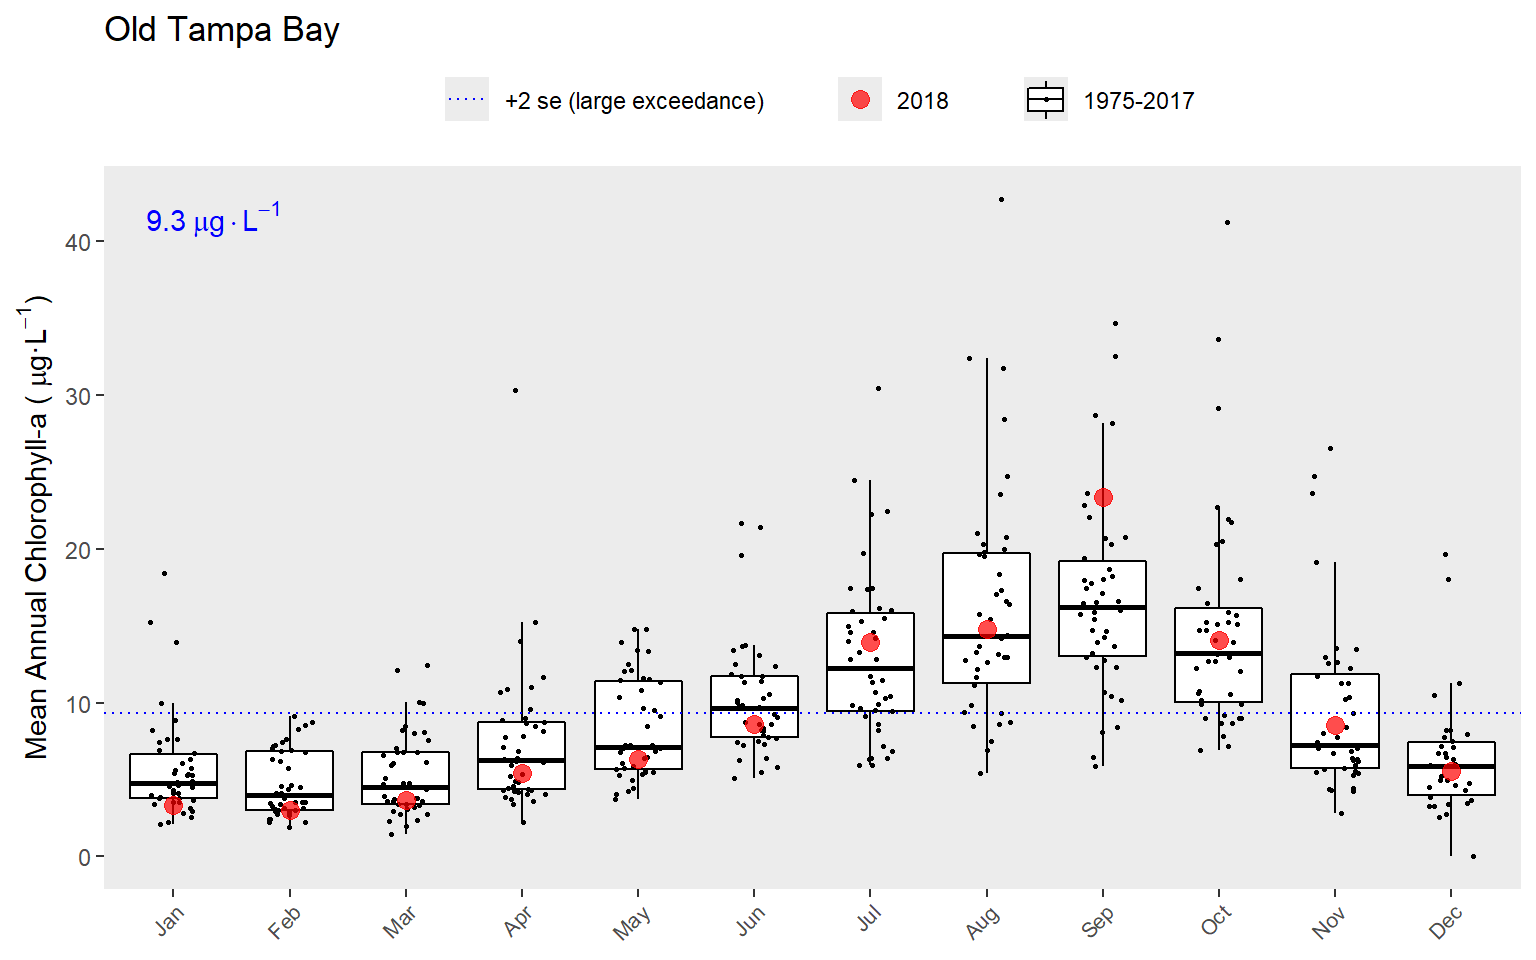 Old Tampa Bay
+2 se (large exceedance) 2018 1975-2017
9.3 μg·L⁻¹
Mean Annual Chlorophyll-a ( μg·L⁻¹)
40
30
20
10
0
Jan Feb Mar Apr May Jun Jul Aug Sep Oct Nov Dec